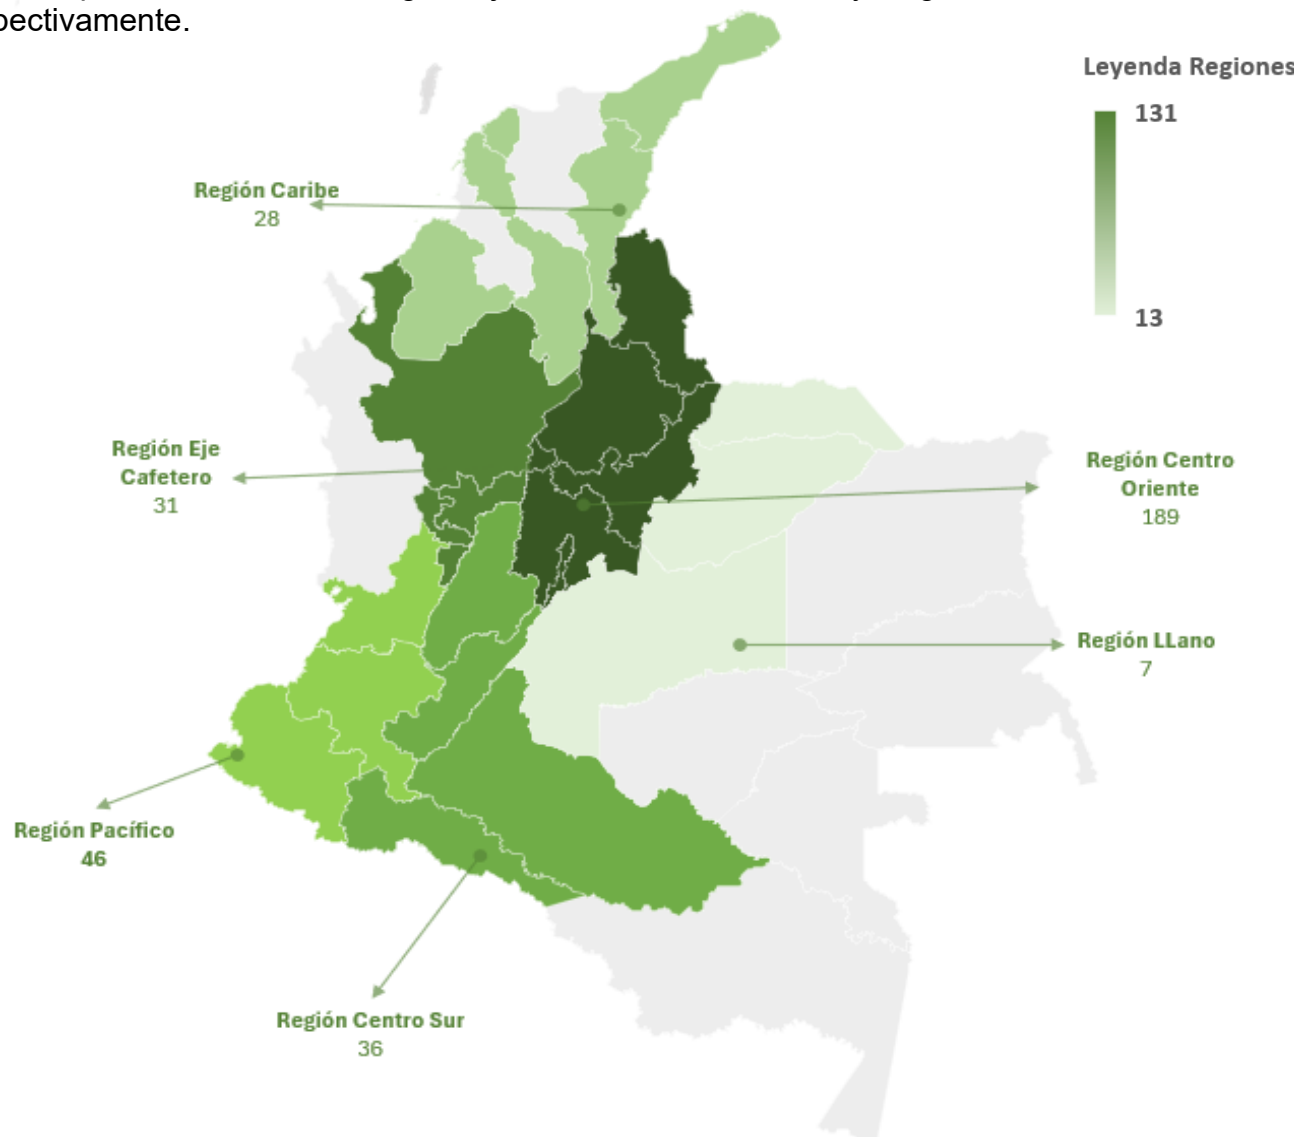 pectivamente.
Leyenda Regiones
131
13
Región Caribe
28
Región Eje
Cafetero
31
Región Centro
Oriente
189
Región LLano
7
Región Pacífico
46
Región Centro Sur
36